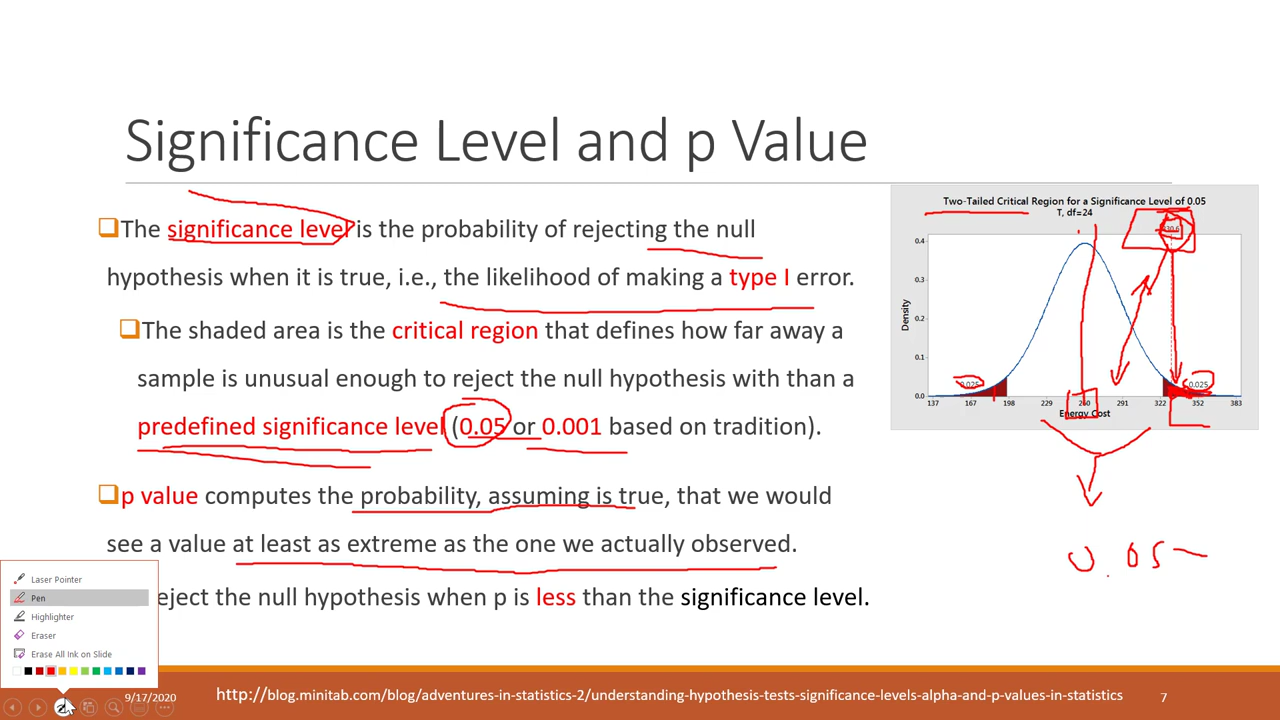 Significance Level and p Value
The significance level is the probability of rejecting the null
hypothesis when it is true, i.e., the likelihood of making a type I error.
The shaded area is the critical region that defines how far away a
sample is unusual enough to reject the null hypothesis with than a
predefined significance level (0.05 or 0.001 based on tradition).
p value computes the probability, assuming is true, that we would
see a value at least as extreme as the one we actually observed.
eject the null hypothesis when p is less than the significance level.
Two-Tailed Critical Region for a Significance Level of 0.05
T, df=24
0.4
0.3
0.2
0.1
0.0
Density
0.025
0.025
137 167 198 229 260 291 322 352 383
Energy Cost
0.05
Laser Pointer
Pen
Highlighter
Eraser
Erase All Ink on Slide
9/17/2020
http://blog.minitab.com/blog/adventures-in-statistics-2/understanding-hypothesis-tests-significance-levels-alpha-and-p-values-in-statistics
7